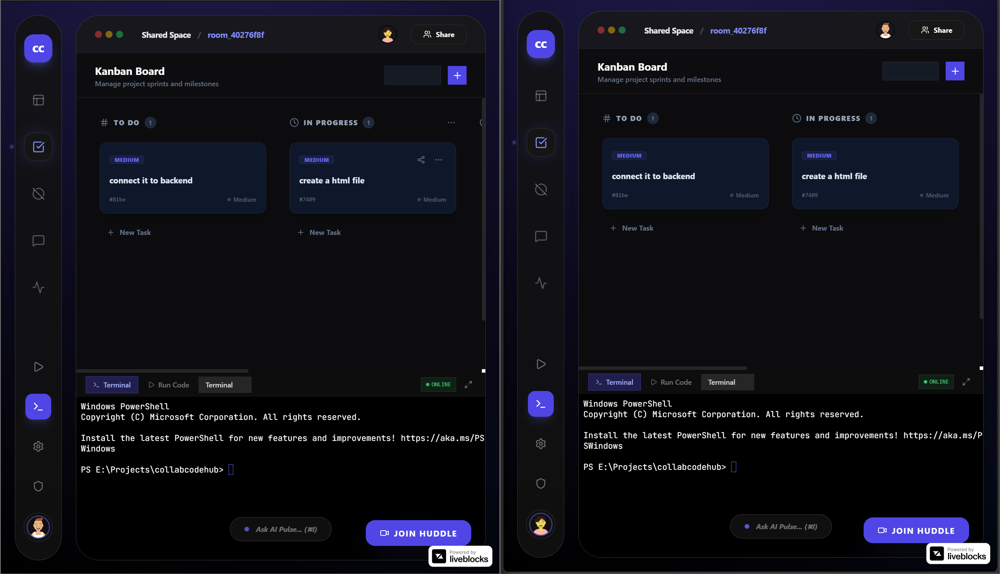 CC
Shared Space / room_40276f8f
Share
Kanban Board
Manage project sprints and milestones
+
# TO DO 1
IN PROGRESS 1
MEDIUM
connect it to backend
#81be
Medium
MEDIUM
create a html file
#7409
Medium
+ New Task
+ New Task
Terminal
Run Code
Terminal
ONLINE
Windows PowerShell
Copyright (C) Microsoft Corporation. All rights reserved.
Install the latest PowerShell for new features and improvements! https://aka.ms/PS
Windows
PS E:\Projects\collabcodehub>
Ask AI Pulse... (⌘I)
JOIN HUDDLE
Powered by
liveblocks
CC
Shared Space / room_40276f8f
Share
Kanban Board
Manage project sprints and milestones
+
# TO DO 1
IN PROGRESS 1
MEDIUM
connect it to backend
#81be
Medium
MEDIUM
create a html file
#7409
Medium
+ New Task
+ New Task
Terminal
Run Code
Terminal
ONLINE
Windows PowerShell
Copyright (C) Microsoft Corporation. All rights reserved.
Install the latest PowerShell for new features and improvements! https://aka.ms/P
SWindows
PS E:\Projects\collabcodehub>
Ask AI Pulse... (⌘I)
JOIN HUDDLE
Powered by
liveblocks